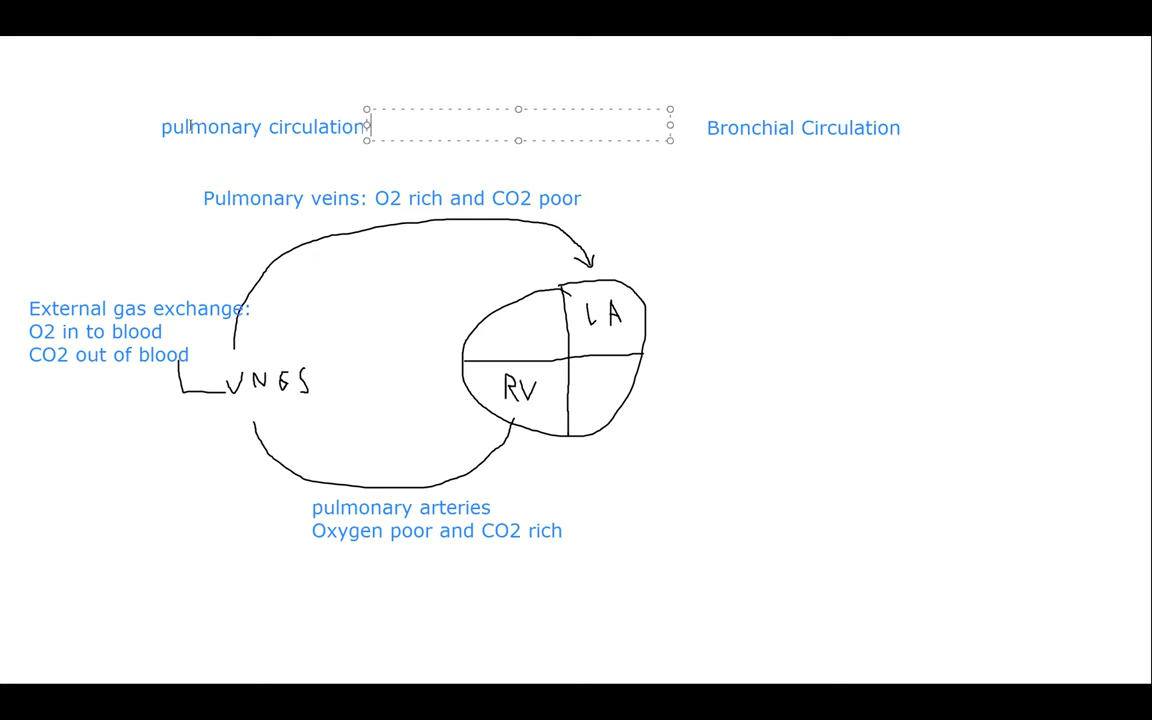 pulmonary circulation
Bronchial Circulation
Pulmonary veins: O2 rich and CO2 poor
External gas exchange:
O2 in to blood
CO2 out of blood
LA
VNGS
RV
pulmonary arteries
Oxygen poor and CO2 rich